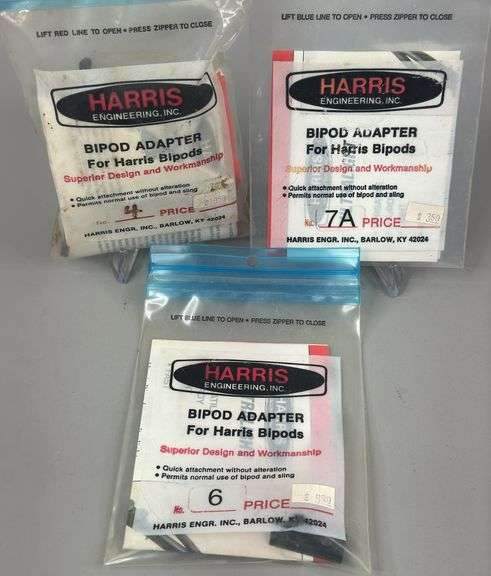 LIFT RED LINE TO OPEN • PRESS ZIPPER TO CLOSE
HARRIS
ENGINEERING, INC.
BIPOD ADAPTER
For Harris Bipods
Superior Design and Workmanship
• Quick attachment without alteration
• Permits normal use of bipod and sling
No. 4 PRICE
HARRIS ENGR. INC., BARLOW, KY 42024
LIFT BLUE LINE TO OPEN • PRESS ZIPPER TO CLOSE
HARRIS
ENGINEERING, INC.
BIPOD ADAPTER
For Harris Bipods
Superior Design and Workmanship
• Quick attachment without alteration
• Permits normal use of bipod and sling
No. 7A PRICE
HARRIS ENGR. INC., BARLOW, KY 42024
LIFT BLUE LINE TO OPEN • PRESS ZIPPER TO CLOSE
HARRIS
ENGINEERING, INC.
BIPOD ADAPTER
For Harris Bipods
Superior Design and Workmanship
• Quick attachment without alteration
• Permits normal use of bipod and sling
No. 6 PRICE
HARRIS ENGR. INC., BARLOW, KY 42024